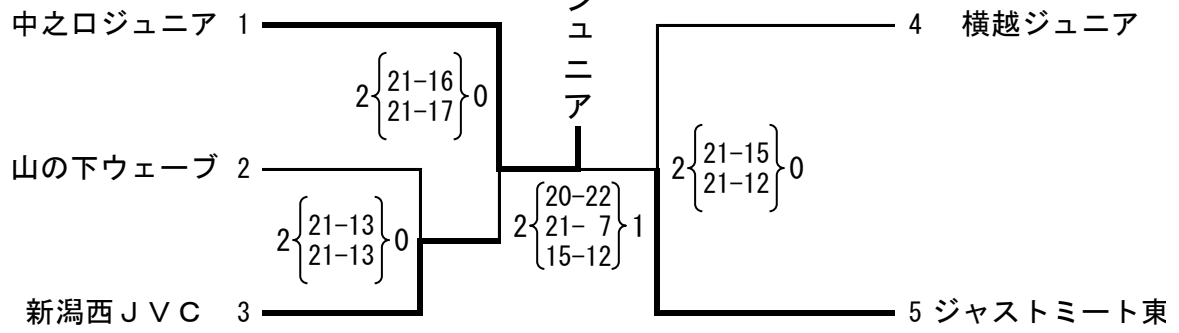 ジュニア
中之口ジュニア 1
4 横越ジュニア
2{21-16 21-17}0
山の下ウェーブ 2
2{21-15 21-12}0
2{20-22 21- 7 15-12}1
2{21-13 21-13}0
新潟西ＪＶＣ 3
5 ジャストミート東